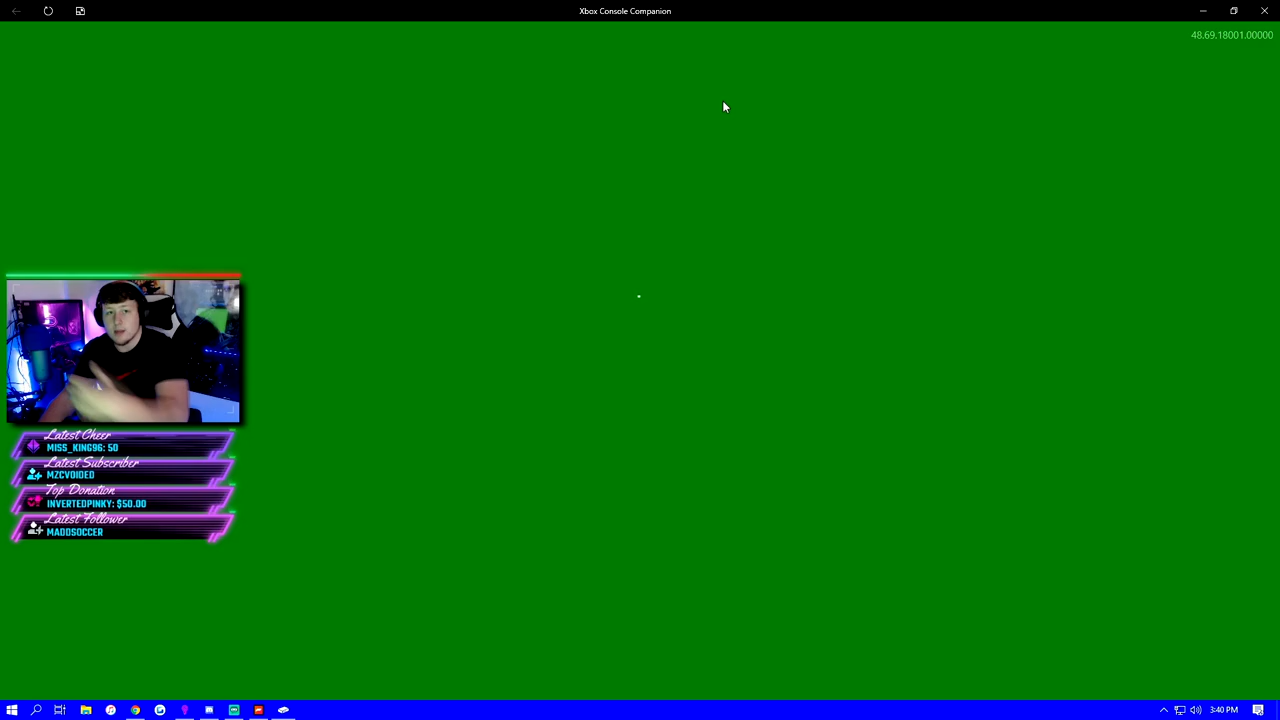 Xbox Console Companion
48.69.18001.00000
Latest Cheer
MISS_KING96: 50
Latest Subscriber
MZCVOIDED
Top Donation
INVERTEDPINKY: $50.00
Latest Follower
MADDSOCCER
3:40 PM